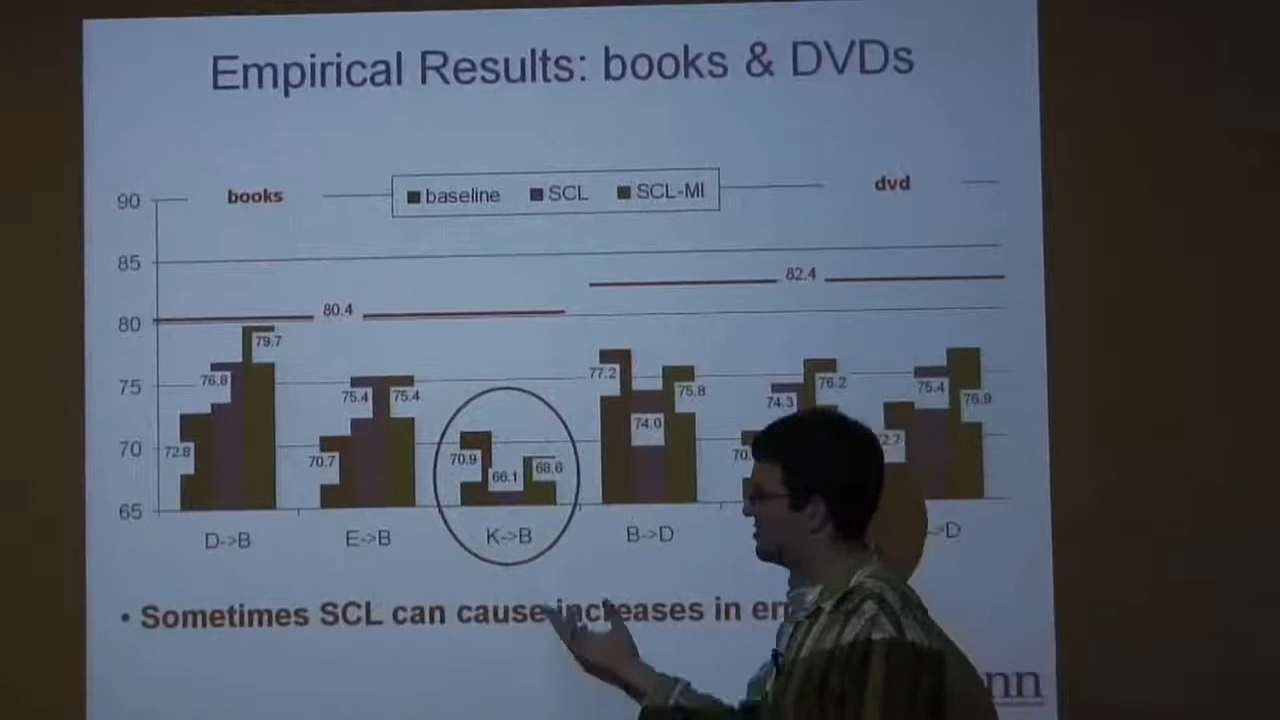 Empirical Results: books & DVDs
books
baseline SCL SCL-MI
dvd
90
85
80
75
70
65
80.4
82.4
72.8 76.8 79.7
70.7 75.4 75.4
70.9 66.1 68.6
77.2 74.0 75.8
74.3 76.2
75.4 76.9
D->B E->B K->B B->D
• Sometimes SCL can cause increases in